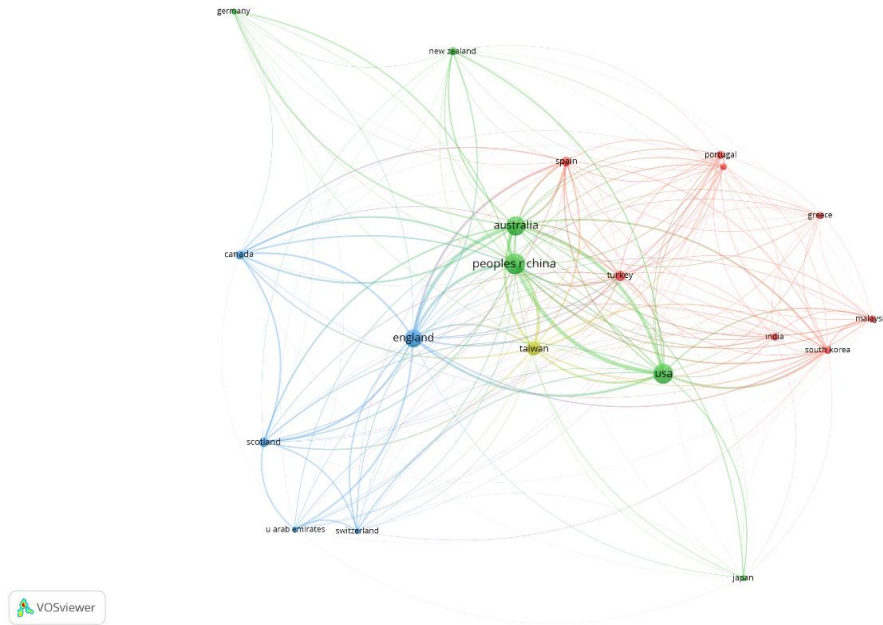 germany
new zealand
spain
portugal
greece
australia
canada
peoples r china
turkey
malaysi
england
india
taiwan
south korea
usa
scotland
u arab emirates
switzerland
japan
VOSviewer